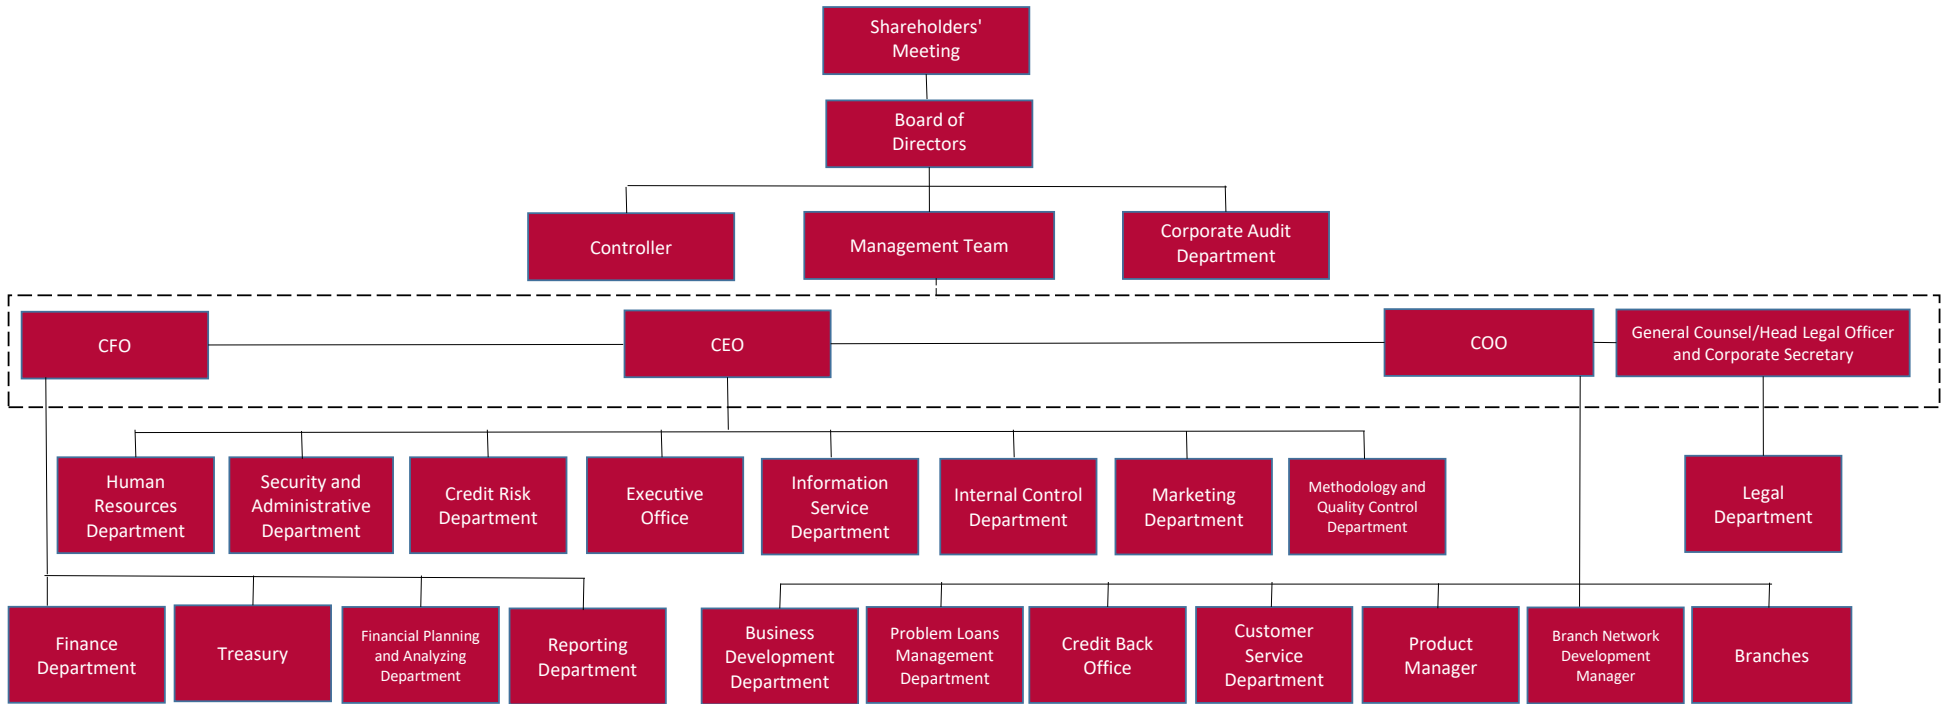 Shareholders'
Meeting
Board of
Directors
Controller
Management Team
Corporate Audit
Department
CFO
CEO
COO
General Counsel/Head Legal Officer
and Corporate Secretary
Human
Resources
Department
Security and
Administrative
Department
Credit Risk
Department
Executive
Office
Information
Service
Department
Internal Control
Department
Marketing
Department
Methodology and
Quality Control
Department
Legal
Department
Finance
Department
Treasury
Financial Planning
and Analyzing
Department
Reporting
Department
Business
Development
Department
Problem Loans
Management
Department
Credit Back
Office
Customer
Service
Department
Product
Manager
Branch Network
Development
Manager
Branches